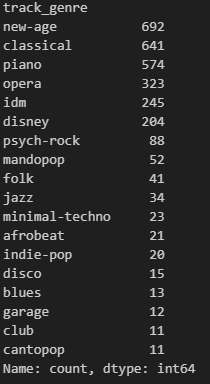 track_genre
new-age 692
classical 641
piano 574
opera 323
idm 245
disney 204
psych-rock 88
mandopop 52
folk 41
jazz 34
minimal-techno 23
afrobeat 21
indie-pop 20
disco 15
blues 13
garage 12
club 11
cantopop 11
Name: count, dtype: int64